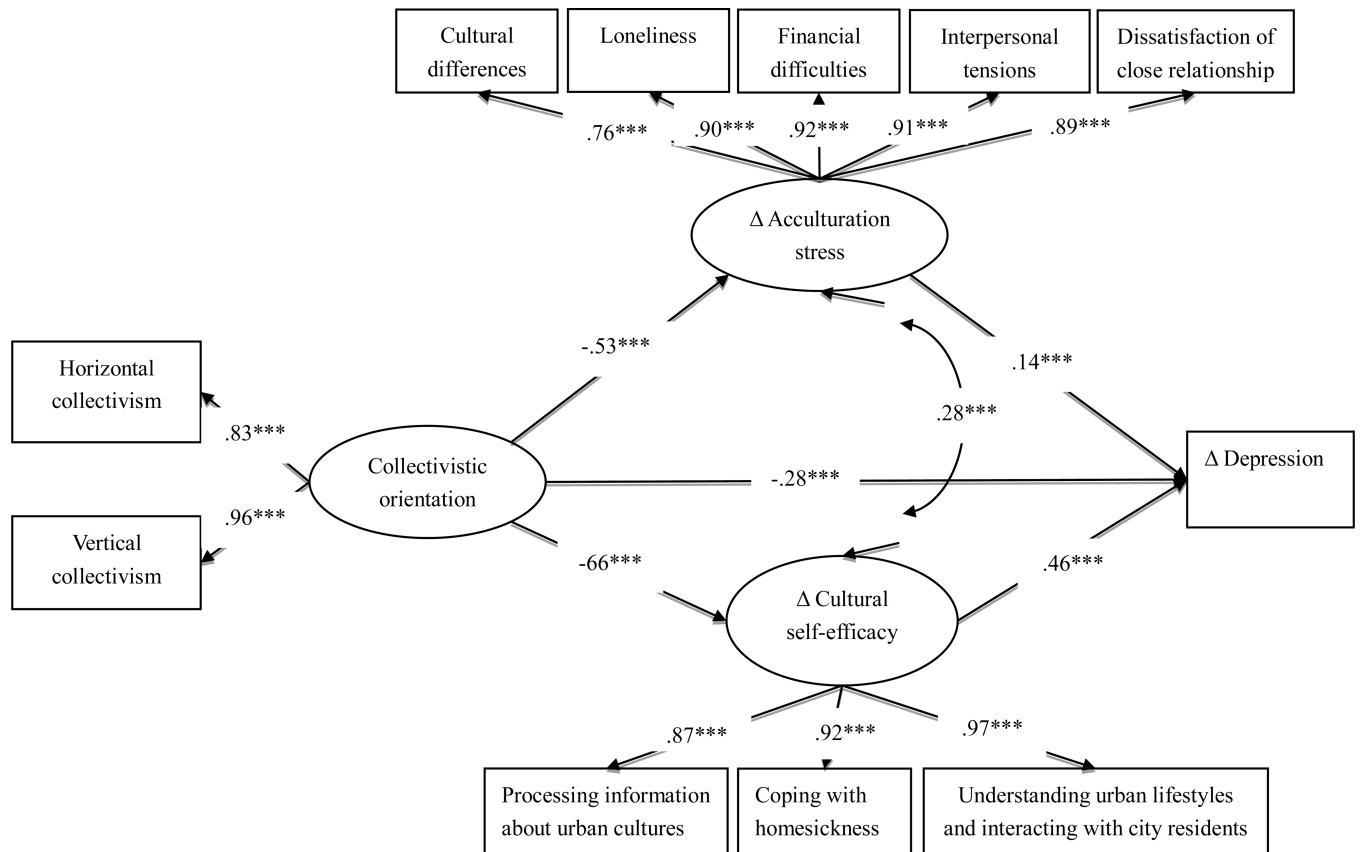 Cultural
differences
Loneliness
Financial
difficulties
Interpersonal
tensions
Dissatisfaction of
close relationship
.76***
.90***
.92***
.91***
.89***
Δ Acculturation
stress
-.53***
.14***
Horizontal
collectivism
.83***
.28***
Collectivistic
orientation
-.28***
Δ Depression
.96***
Vertical
collectivism
-66***
.46***
Δ Cultural
self-efficacy
.87***
.92***
.97***
Processing information
about urban cultures
Coping with
homesickness
Understanding urban lifestyles
and interacting with city residents